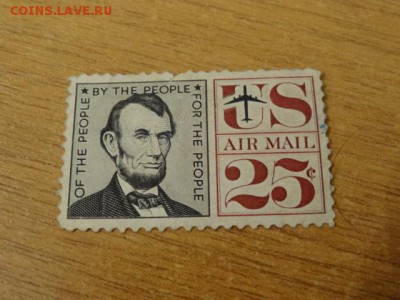 COINS.LAVE.RU
OF THE PEOPLE ★ BY THE PEOPLE ★ FOR THE PEOPLE
US
AIR MAIL
25¢